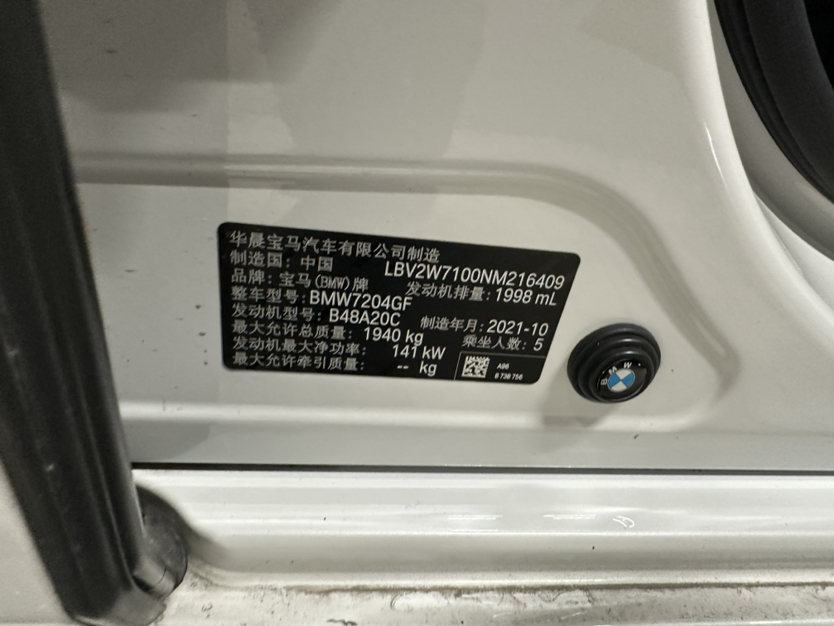 华晨宝马汽车有限公司制造
制造国: 中国 LBV2W7100NM216409
品牌: 宝马(BMW)牌 发动机排量: 1998 mL
整车型号: BMW7204GF
发动机型号: B48A20C 制造年月: 2021-10
最大允许总质量: 1940 kg 乘坐人数: 5
发动机最大净功率: 141 kW
最大允许牵引质量: -- kg
A96
8 736 756
BMW